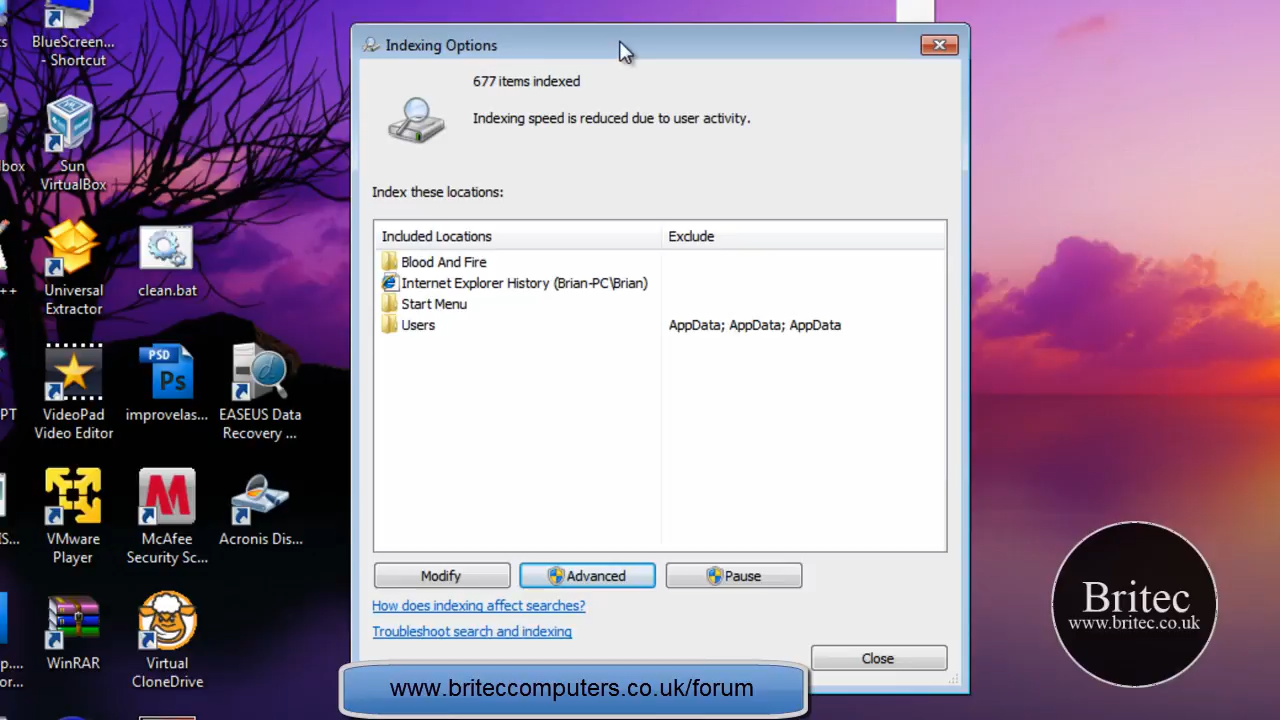 BlueScreen...
- Shortcut
Sun
VirtualBox
Universal
Extractor
clean.bat
VideoPad
Video Editor
PSD
Ps
improvelas...
EASEUS Data
Recovery ...
VMware
Player
McAfee
Security Sc...
Acronis Dis...
WinRAR
Virtual
CloneDrive
Indexing Options
677 items indexed
Indexing speed is reduced due to user activity.
Index these locations:
Included Locations
Exclude
Blood And Fire
Internet Explorer History (Brian-PC\Brian)
Start Menu
Users
AppData; AppData; AppData
Modify
Advanced
Pause
How does indexing affect searches?
Troubleshoot search and indexing
Close
www.briteccomputers.co.uk/forum
Britec
www.britec.co.uk